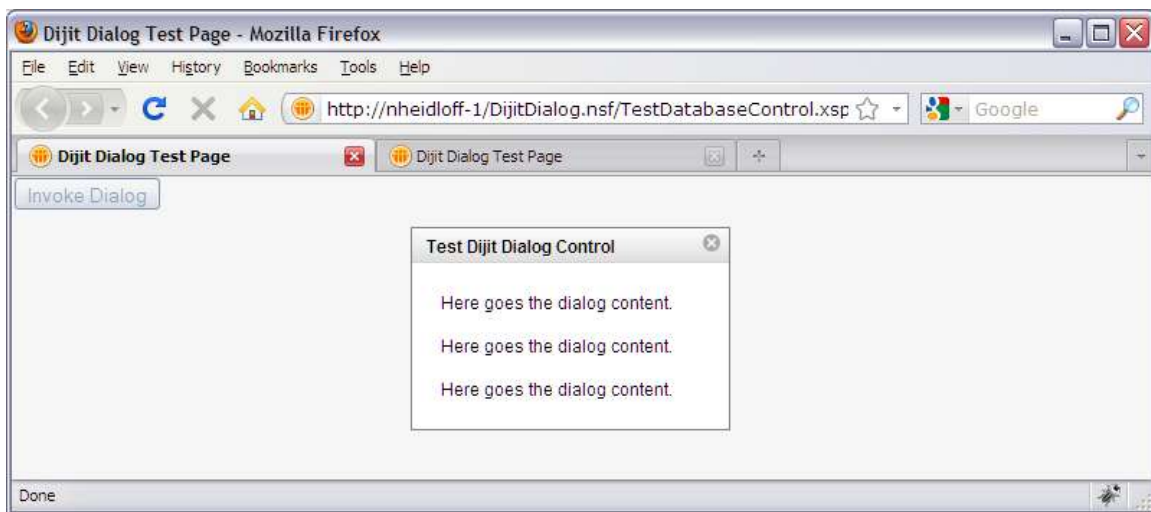 Dijit Dialog Test Page - Mozilla Firefox
File Edit View History Bookmarks Tools Help
http://nheidloff-1/DijitDialog.nsf/TestDatabaseControl.xsp Google
Dijit Dialog Test Page Dijit Dialog Test Page
Invoke Dialog
Test Dijit Dialog Control
Here goes the dialog content.
Here goes the dialog content.
Here goes the dialog content.
Done